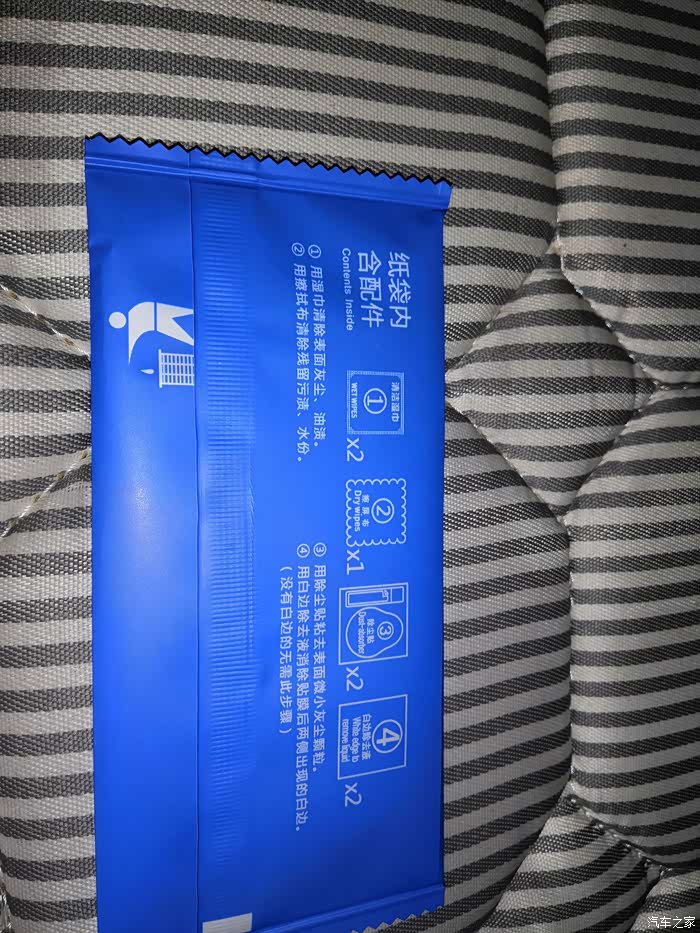 纸袋内
含配件
Contents Inside
清洁湿巾
①
WET WIPES
x2
②
擦屏布
Dry wipes
x1
③
除尘贴
Dust-absorber
x2
④
白边除去液
White edge to
remove liquid
x2
① 用湿巾清除表面灰尘、油渍。
② 用擦拭布清除残留污渍、水份。
③ 用除尘贴粘去表面微小灰尘颗粒。
④ 用白边除去液消除贴膜后两侧出现的白边。
(没有白边的无需此步骤)
汽车之家